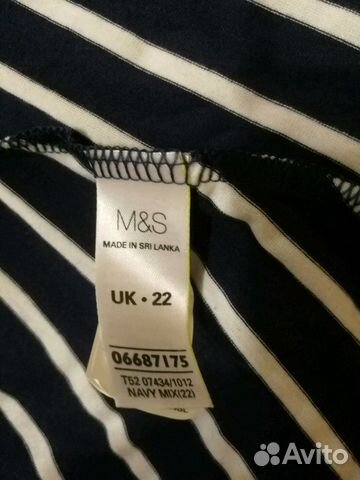 M&S
MADE IN SRI LANKA
UK • 22
06687175
T52 07434/1012
NAVY MIX(22)
Avito